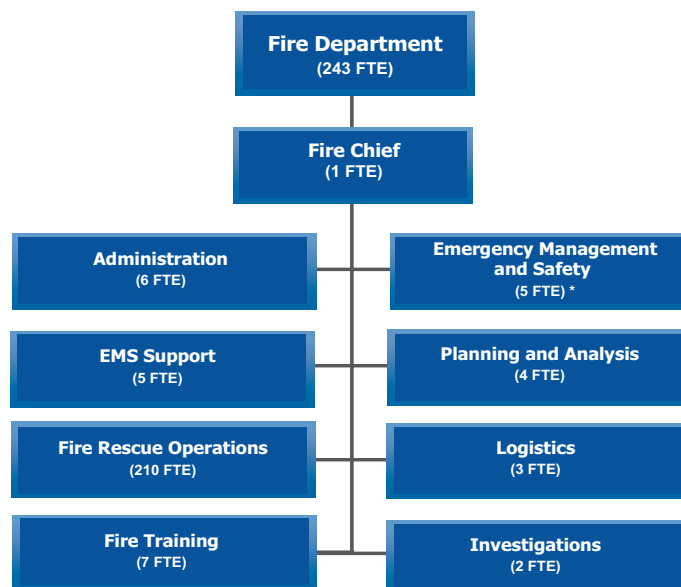 Fire Department
(243 FTE)
Fire Chief
(1 FTE)
Administration
(6 FTE)
Emergency Management
and Safety
(5 FTE) *
EMS Support
(5 FTE)
Planning and Analysis
(4 FTE)
Fire Rescue Operations
(210 FTE)
Logistics
(3 FTE)
Fire Training
(7 FTE)
Investigations
(2 FTE)